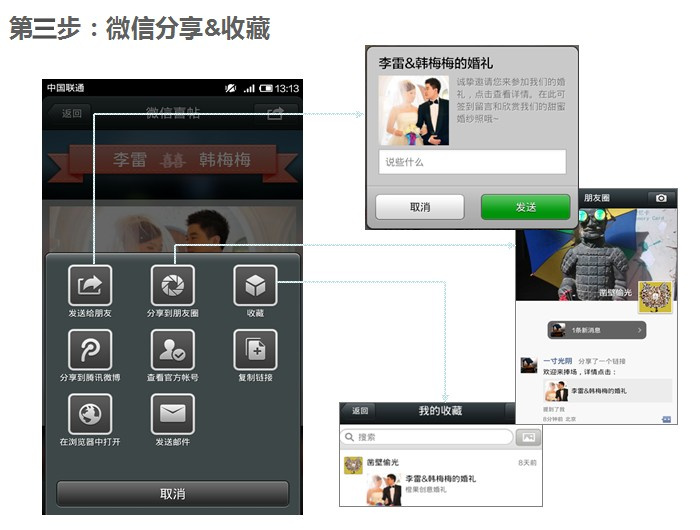 第三步：微信分享&收藏
中国联通
13:13
返回
微信喜帖
李雷 囍 韩梅梅
发送给朋友
分享到朋友圈
收藏
分享到腾讯微博
查看官方帐号
复制链接
在浏览器中打开
发送邮件
取消
李雷&韩梅梅的婚礼
诚挚邀请您来参加我们的婚
礼，点击查看详情。在此可
签到留言和欣赏我们的甜蜜
婚纱照哦~
说些什么
取消
发送
朋友圈
凿壁偷光
1条新消息
一寸光阴 分享了一个链接
欢迎来捧场，详情点击：
李雷&韩梅梅的婚礼
提到了我
6分钟前 北京
返回
我的收藏
搜索
凿壁偷光
8天前
李雷&韩梅梅的婚礼
榴果创意婚礼